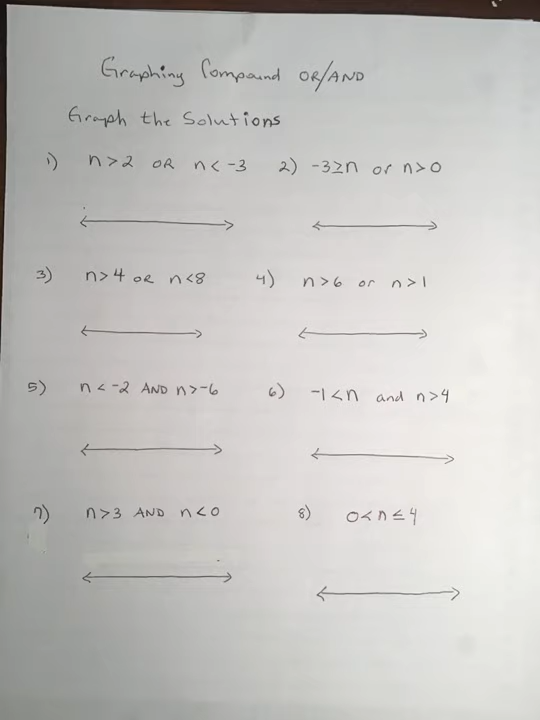 Graphing Compound OR/AND
Graph the Solutions
1) n>2 OR n<-3 2) -3≥n or n>0
3) n>4 OR n<8 4) n>6 or n>1
5) n<-2 AND n>-6 6) -1<n and n>4
7) n>3 AND n<0 8) 0<n≤4